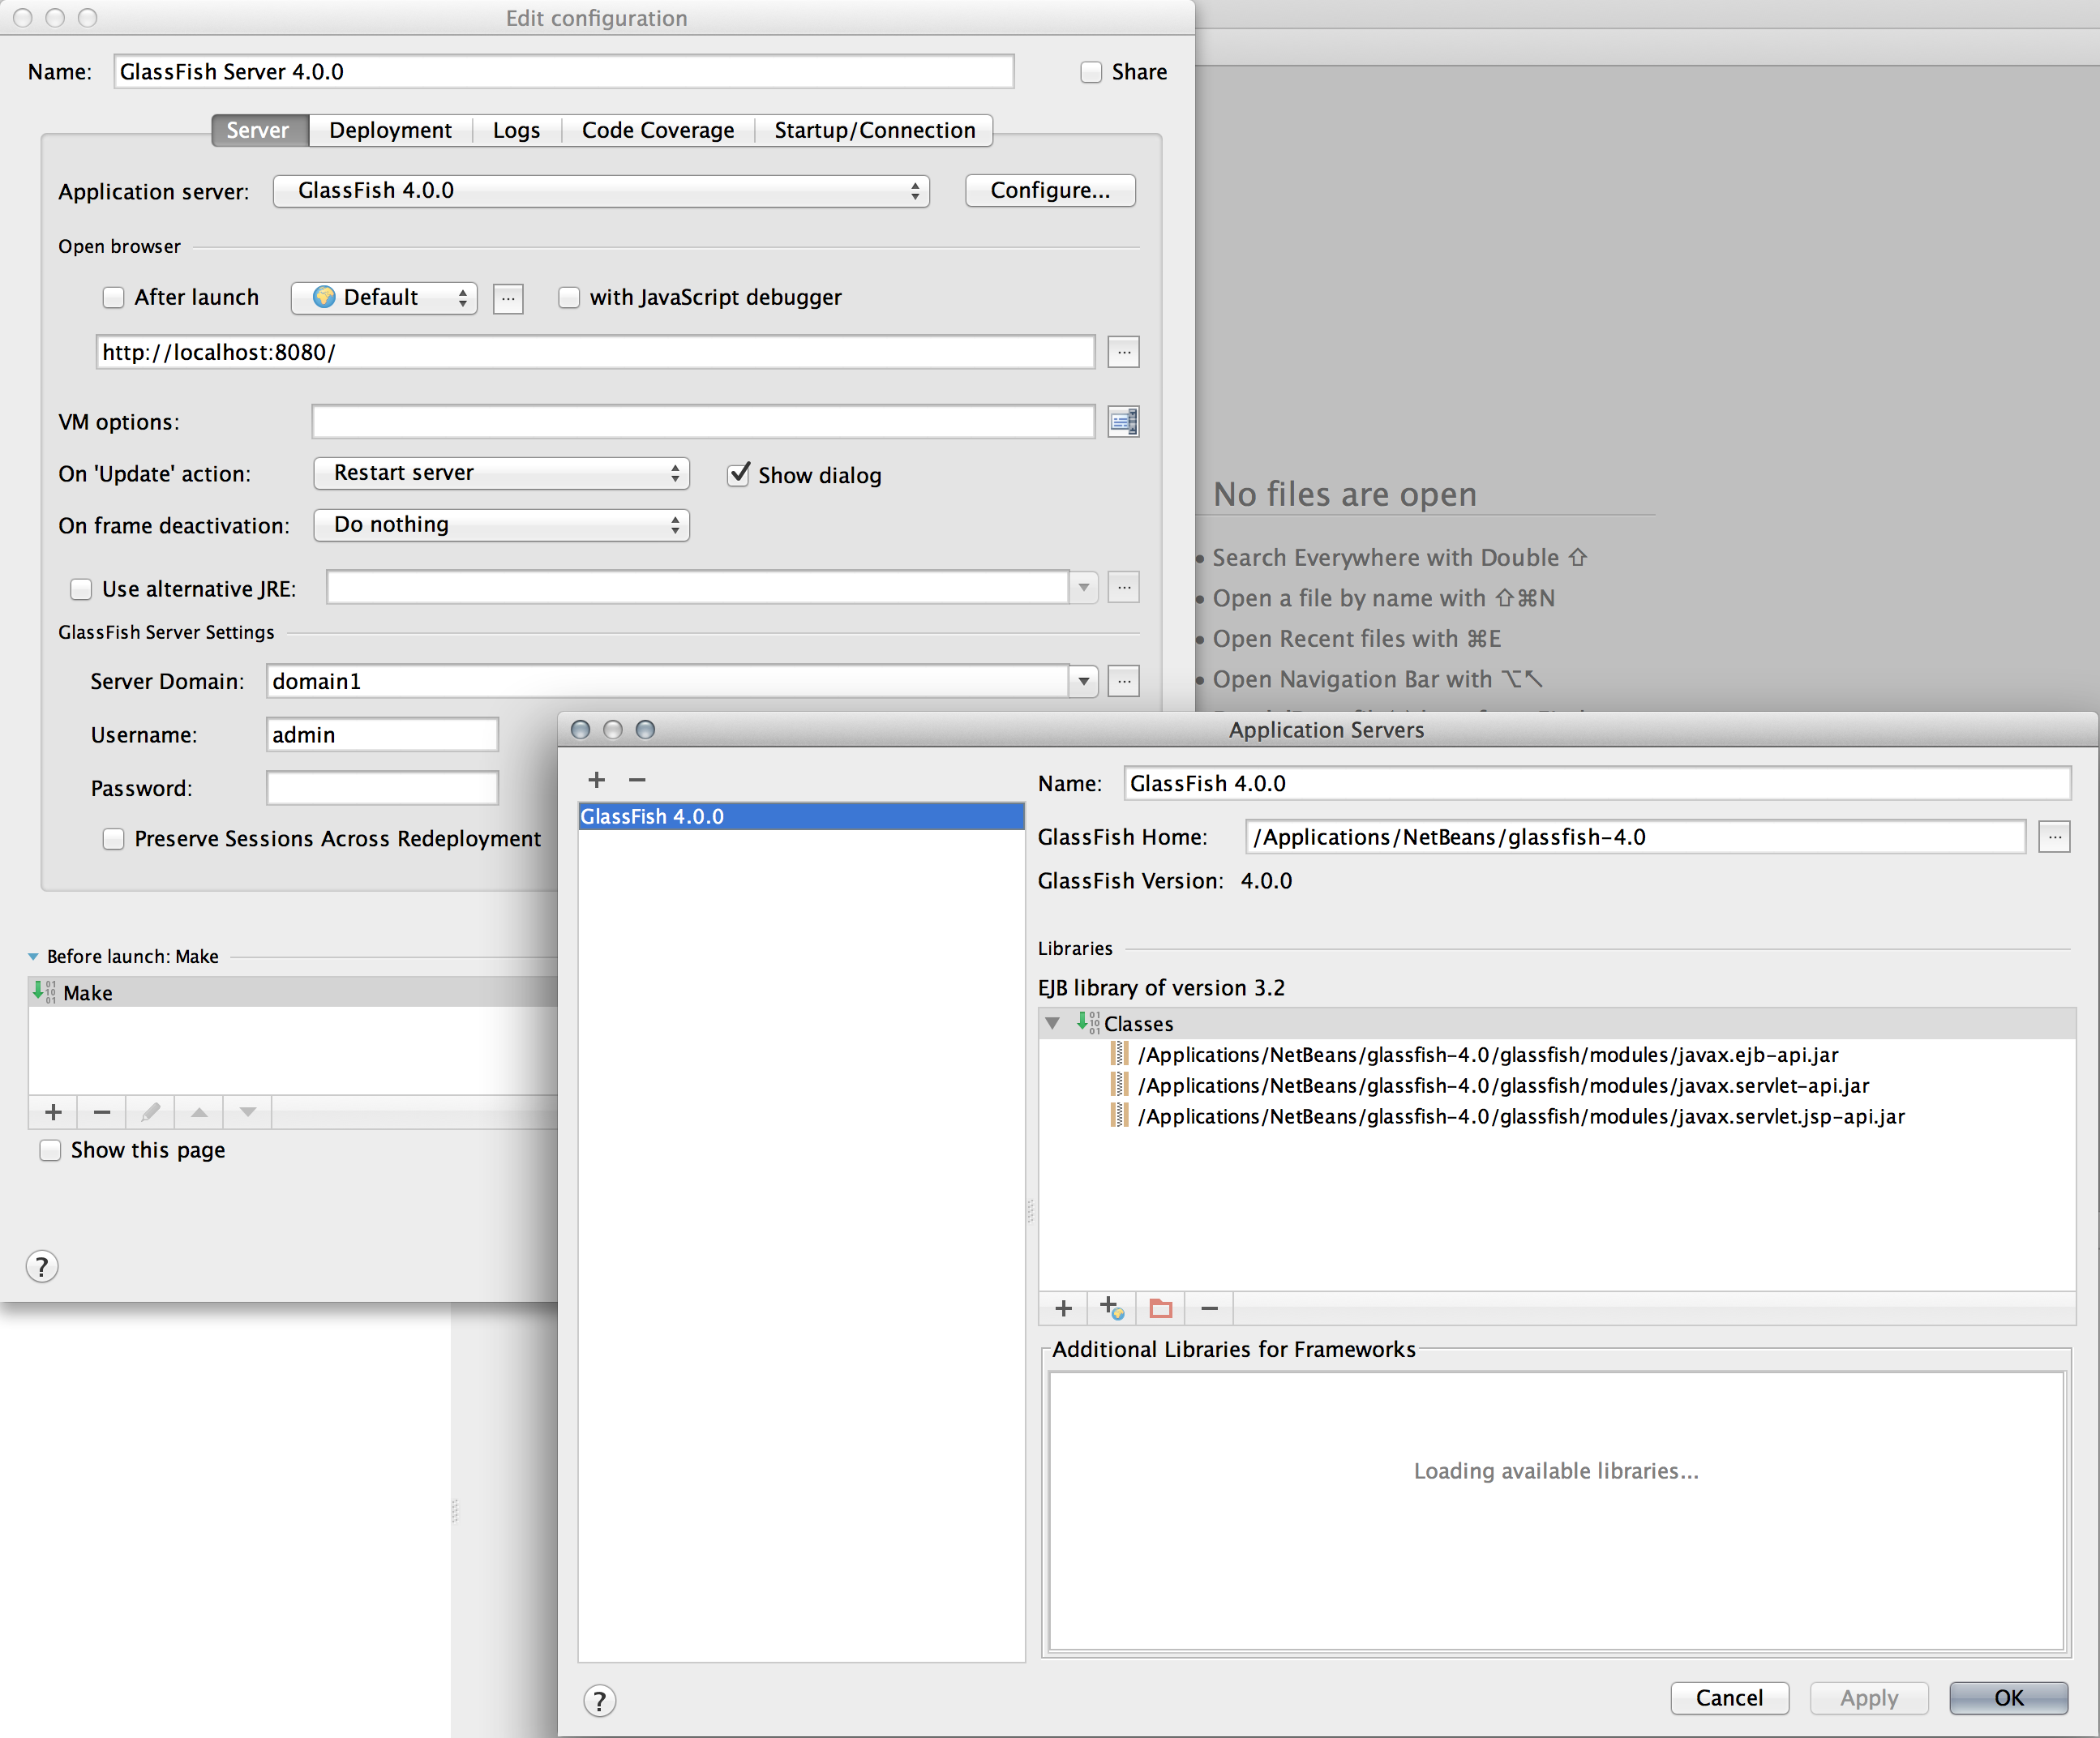 Edit configuration
Name: GlassFish Server 4.0.0 Share
Server Deployment Logs Code Coverage Startup/Connection
Application server: GlassFish 4.0.0 Configure...
Open browser
After launch Default ... with JavaScript debugger
http://localhost:8080/ ...
VM options:
On 'Update' action: Restart server Show dialog
On frame deactivation: Do nothing
Use alternative JRE: ...
GlassFish Server Settings
Server Domain: domain1 ...
Username: admin
Password:
Preserve Sessions Across Redeployment
Before launch: Make
Make
Show this page
?
No files are open
• Search Everywhere with Double ⇧
• Open a file by name with ⇧⌘N
• Open Recent files with ⌘E
• Open Navigation Bar with ⌥↖
Application Servers
GlassFish 4.0.0
Name: GlassFish 4.0.0
GlassFish Home: /Applications/NetBeans/glassfish-4.0 ...
GlassFish Version: 4.0.0
Libraries
EJB library of version 3.2
Classes
/Applications/NetBeans/glassfish-4.0/glassfish/modules/javax.ejb-api.jar
/Applications/NetBeans/glassfish-4.0/glassfish/modules/javax.servlet-api.jar
/Applications/NetBeans/glassfish-4.0/glassfish/modules/javax.servlet.jsp-api.jar
Additional Libraries for Frameworks
Loading available libraries...
?
Cancel Apply OK